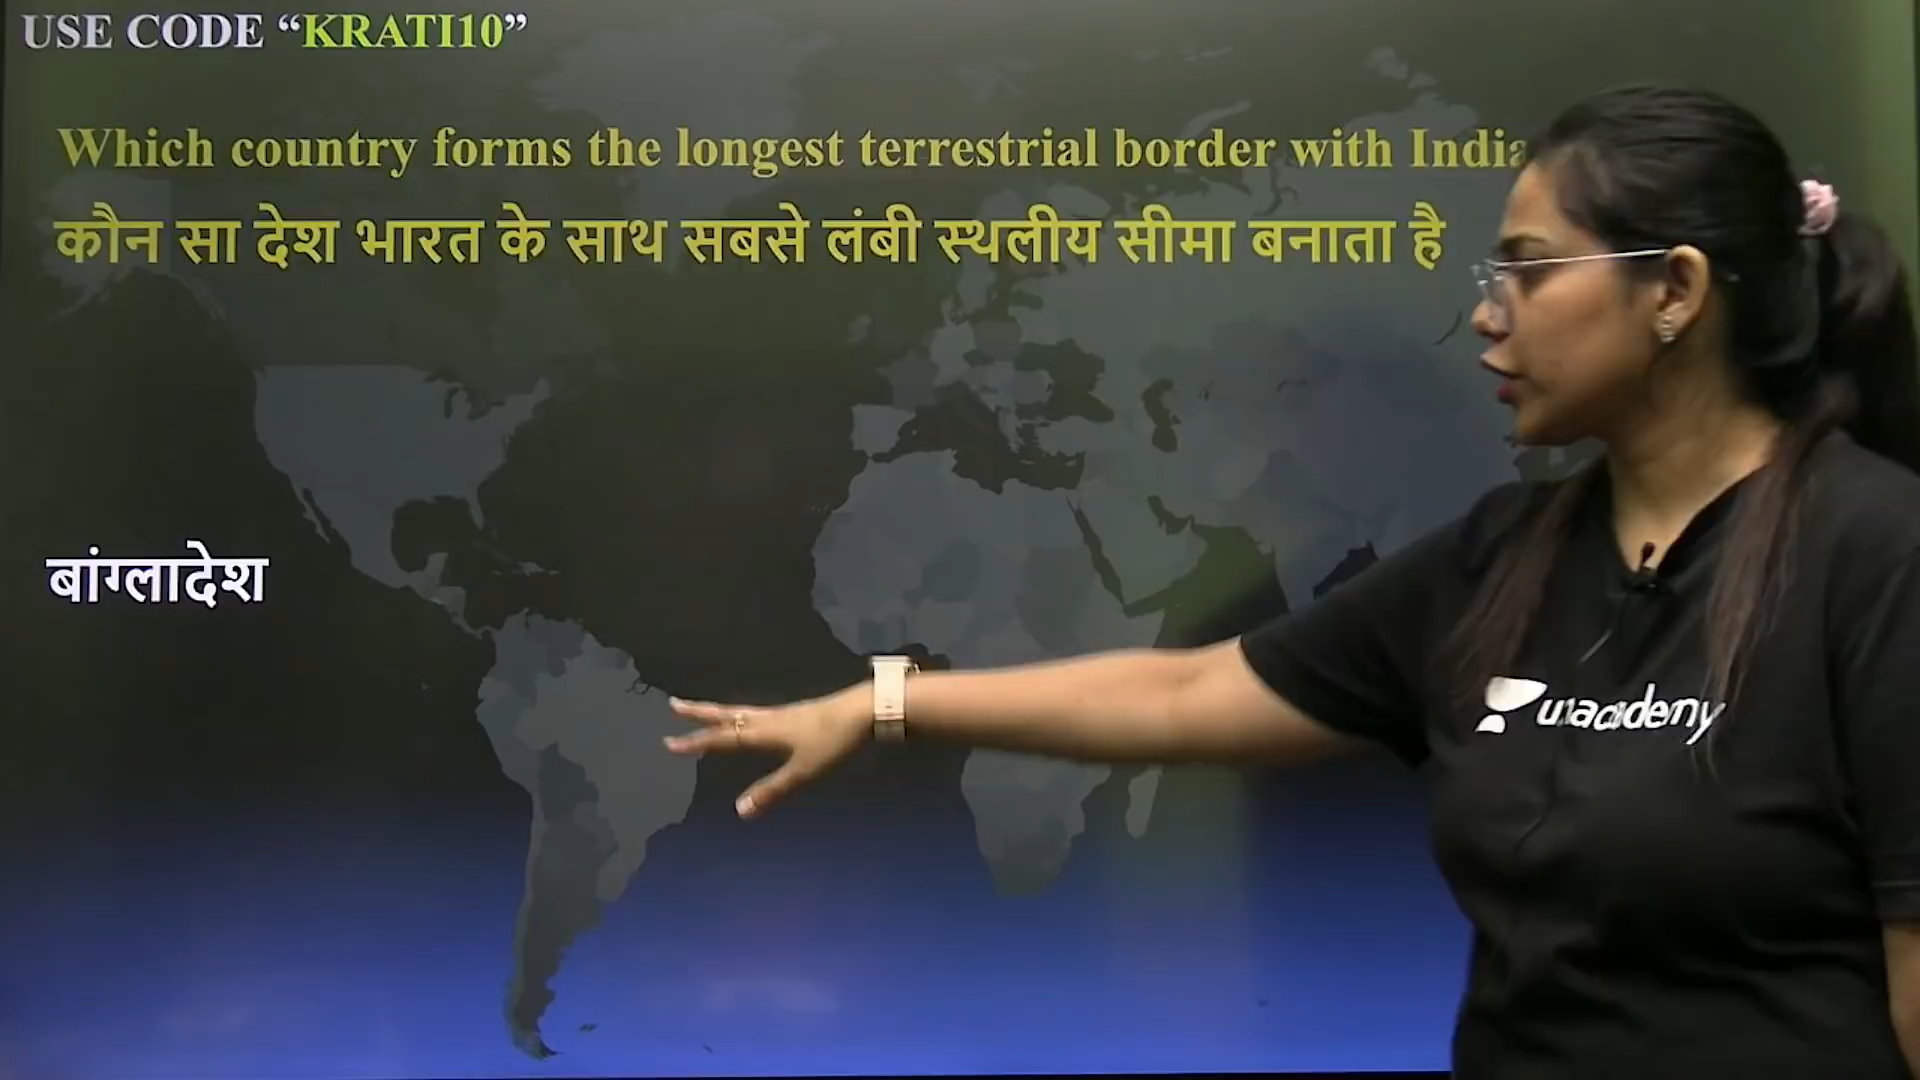 USE CODE “KRATI10”
Which country forms the longest terrestrial border with India
कौन सा देश भारत के साथ सबसे लंबी स्थलीय सीमा बनाता है
बांग्लादेश
unacademy